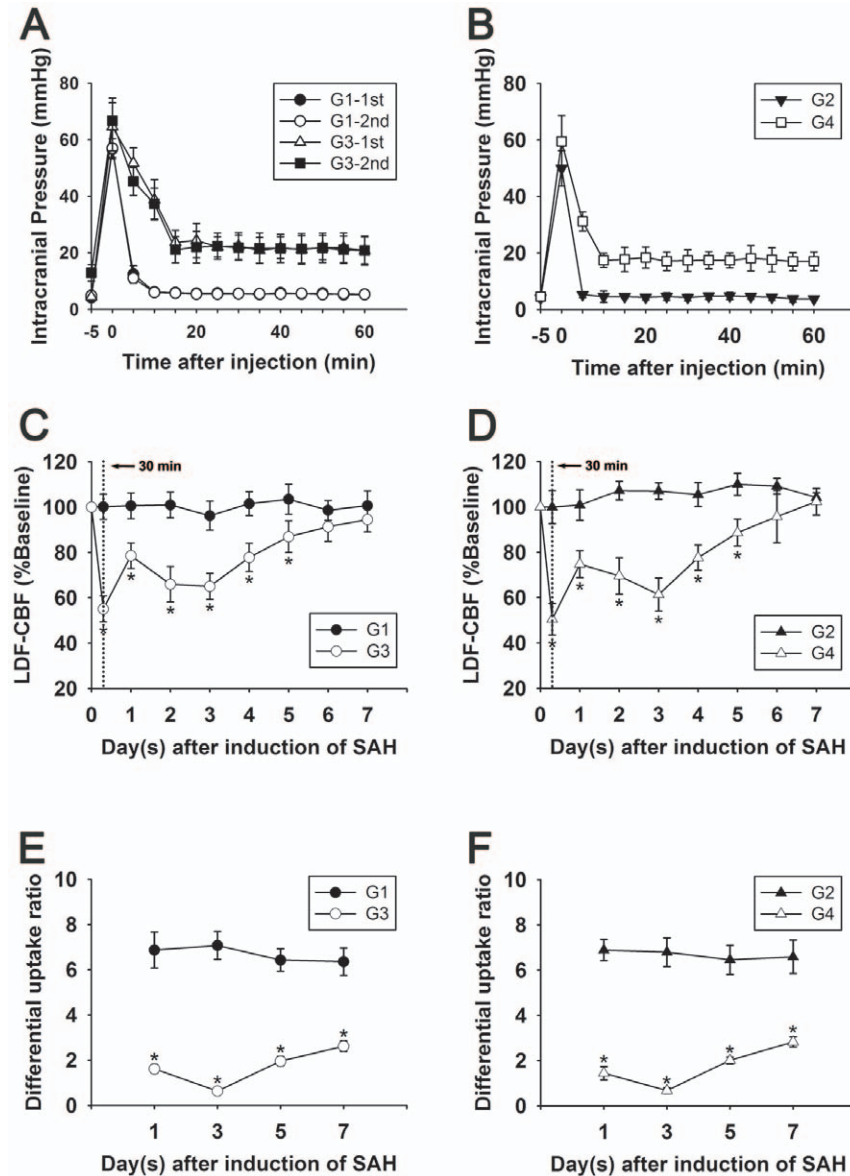 A
Intracranial Pressure (mmHg)
80
60
40
20
0
-5 0 20 40 60
Time after injection (min)
G1-1st
G1-2nd
G3-1st
G3-2nd
B
Intracranial Pressure (mmHg)
80
60
40
20
0
-5 0 20 40 60
Time after injection (min)
G2
G4
C
LDF-CBF (%Baseline)
120
100
80
60
40
20
30 min
* * * * * *
G1
G3
0 1 2 3 4 5 6 7
Day(s) after induction of SAH
D
LDF-CBF (%Baseline)
120
100
80
60
40
20
30 min
* * * * * *
G2
G4
0 1 2 3 4 5 6 7
Day(s) after induction of SAH
E
Differential uptake ratio
10
8
6
4
2
0
G1
G3
* * * *
1 3 5 7
Day(s) after induction of SAH
F
Differential uptake ratio
10
8
6
4
2
0
G2
G4
* * * *
1 3 5 7
Day(s) after induction of SAH